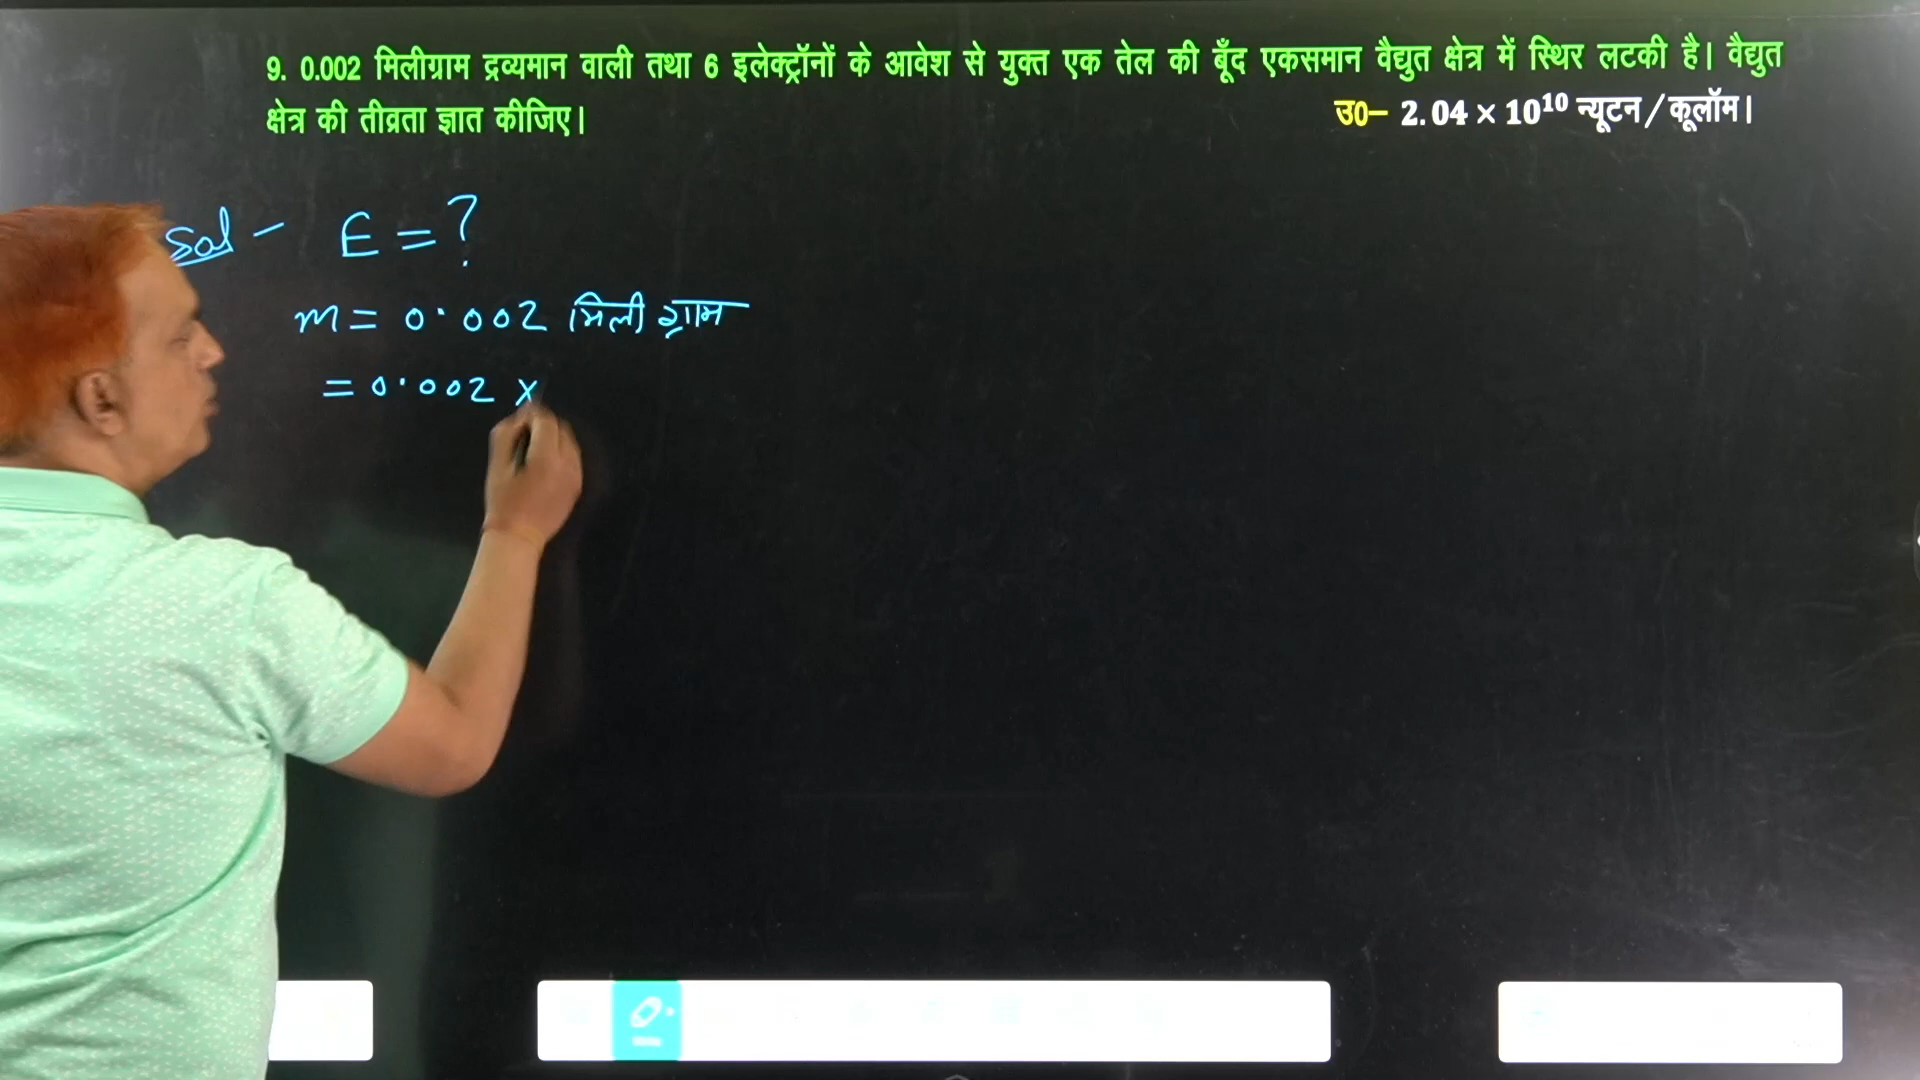 9. 0.002 मिलीग्राम द्रव्यमान वाली तथा 6 इलेक्ट्रॉनों के आवेश से युक्त एक तेल की बूँद एकसमान वैद्युत क्षेत्र में स्थिर लटकी है। वैद्युत
क्षेत्र की तीव्रता ज्ञात कीजिए। उ0– 2.04 × 10¹⁰ न्यूटन/कूलॉम।
Sol – E = ?
m = 0.002 मिली ग्राम
= 0.002 x